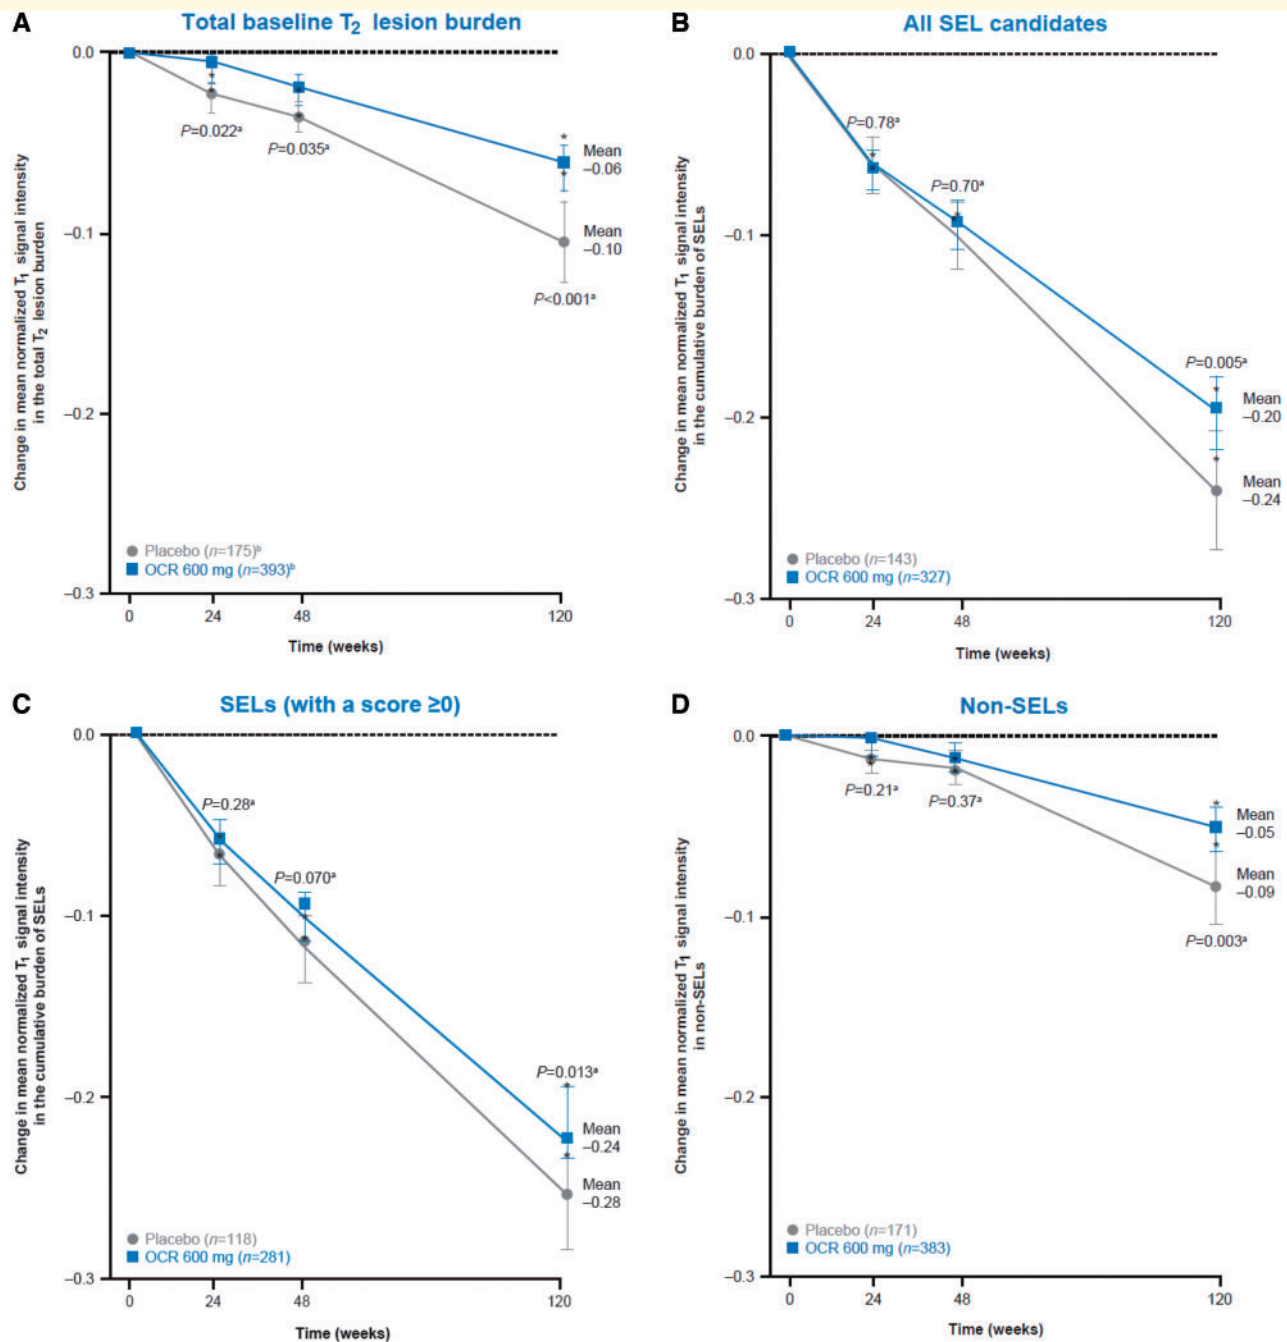 A
Total baseline T₂ lesion burden
Change in mean normalized T₁ signal intensity
in the total T₂ lesion burden
0.0
–0.1
–0.2
–0.3
P=0.022ᵃ
P=0.035ᵃ
*
*
*
*
*
*
Mean
–0.06
Mean
–0.10
P<0.001ᵃ
Placebo (n=175)ᵇ
OCR 600 mg (n=393)ᵇ
0
24
48
120
Time (weeks)
B
All SEL candidates
Change in mean normalized T₁ signal intensity
in the cumulative burden of SELs
0.0
–0.1
–0.2
–0.3
P=0.78ᵃ
P=0.70ᵃ
P=0.005ᵃ
*
*
*
*
*
*
Mean
–0.20
Mean
–0.24
Placebo (n=143)
OCR 600 mg (n=327)
0
24
48
120
Time (weeks)
C
SELs (with a score ≥0)
Change in mean normalized T₁ signal intensity
in the cumulative burden of SELs
0.0
–0.1
–0.2
–0.3
P=0.28ᵃ
P=0.070ᵃ
P=0.013ᵃ
*
*
*
*
*
*
Mean
–0.24
Mean
–0.28
Placebo (n=118)
OCR 600 mg (n=281)
0
24
48
120
Time (weeks)
D
Non-SELs
Change in mean normalized T₁ signal intensity
in non-SELs
0.0
–0.1
–0.2
–0.3
P=0.21ᵃ
P=0.37ᵃ
*
*
*
*
*
*
Mean
–0.05
Mean
–0.09
P=0.003ᵃ
Placebo (n=171)
OCR 600 mg (n=383)
0
24
48
120
Time (weeks)